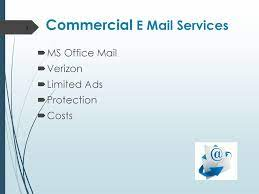 Commercial E Mail Services
MS Office Mail
Verizon
Limited Ads
Protection
Costs